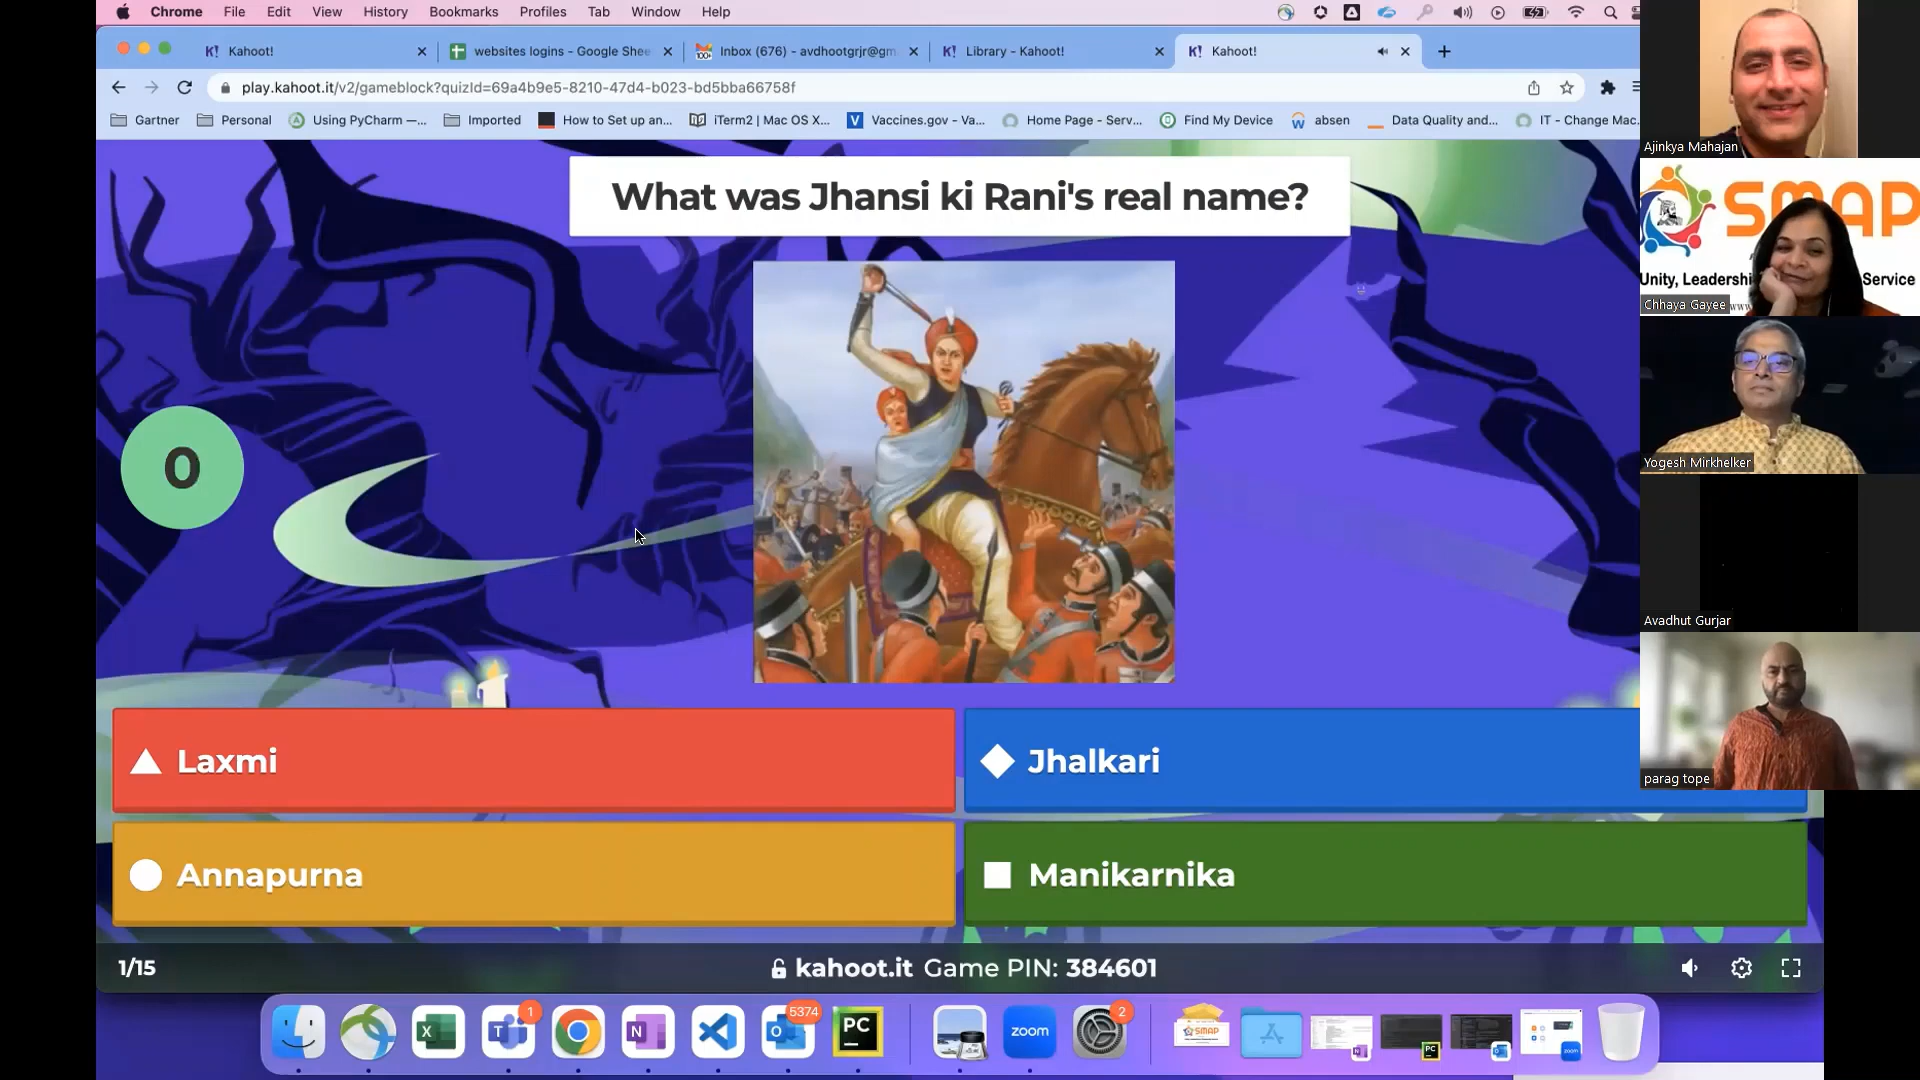 Chrome File Edit View History Bookmarks Profiles Tab Window Help
Kahoot! websites logins - Google Shee Inbox (676) - avdhootgrjr@gm Library - Kahoot! Kahoot!
play.kahoot.it/v2/gameblock?quizId=69a4b9e5-8210-47d4-b023-bd5bba66758f
Gartner Personal Using PyCharm —... Imported How to Set up an... iTerm2 | Mac OS X... Vaccines.gov - Va... Home Page - Serv... Find My Device absen Data Quality and... IT - Change Mac.
Ajinkya Mahajan
What was Jhansi ki Rani's real name?
SMAP
Unity, Leadershi Service
Chhaya Gayee
Yogesh Mirkhelker
0
Avadhut Gurjar
parag tope
Laxmi
Jhalkari
Annapurna
Manikarnika
1/15
kahoot.it Game PIN: 384601
1
5374
2
PC
zoom
SMAP